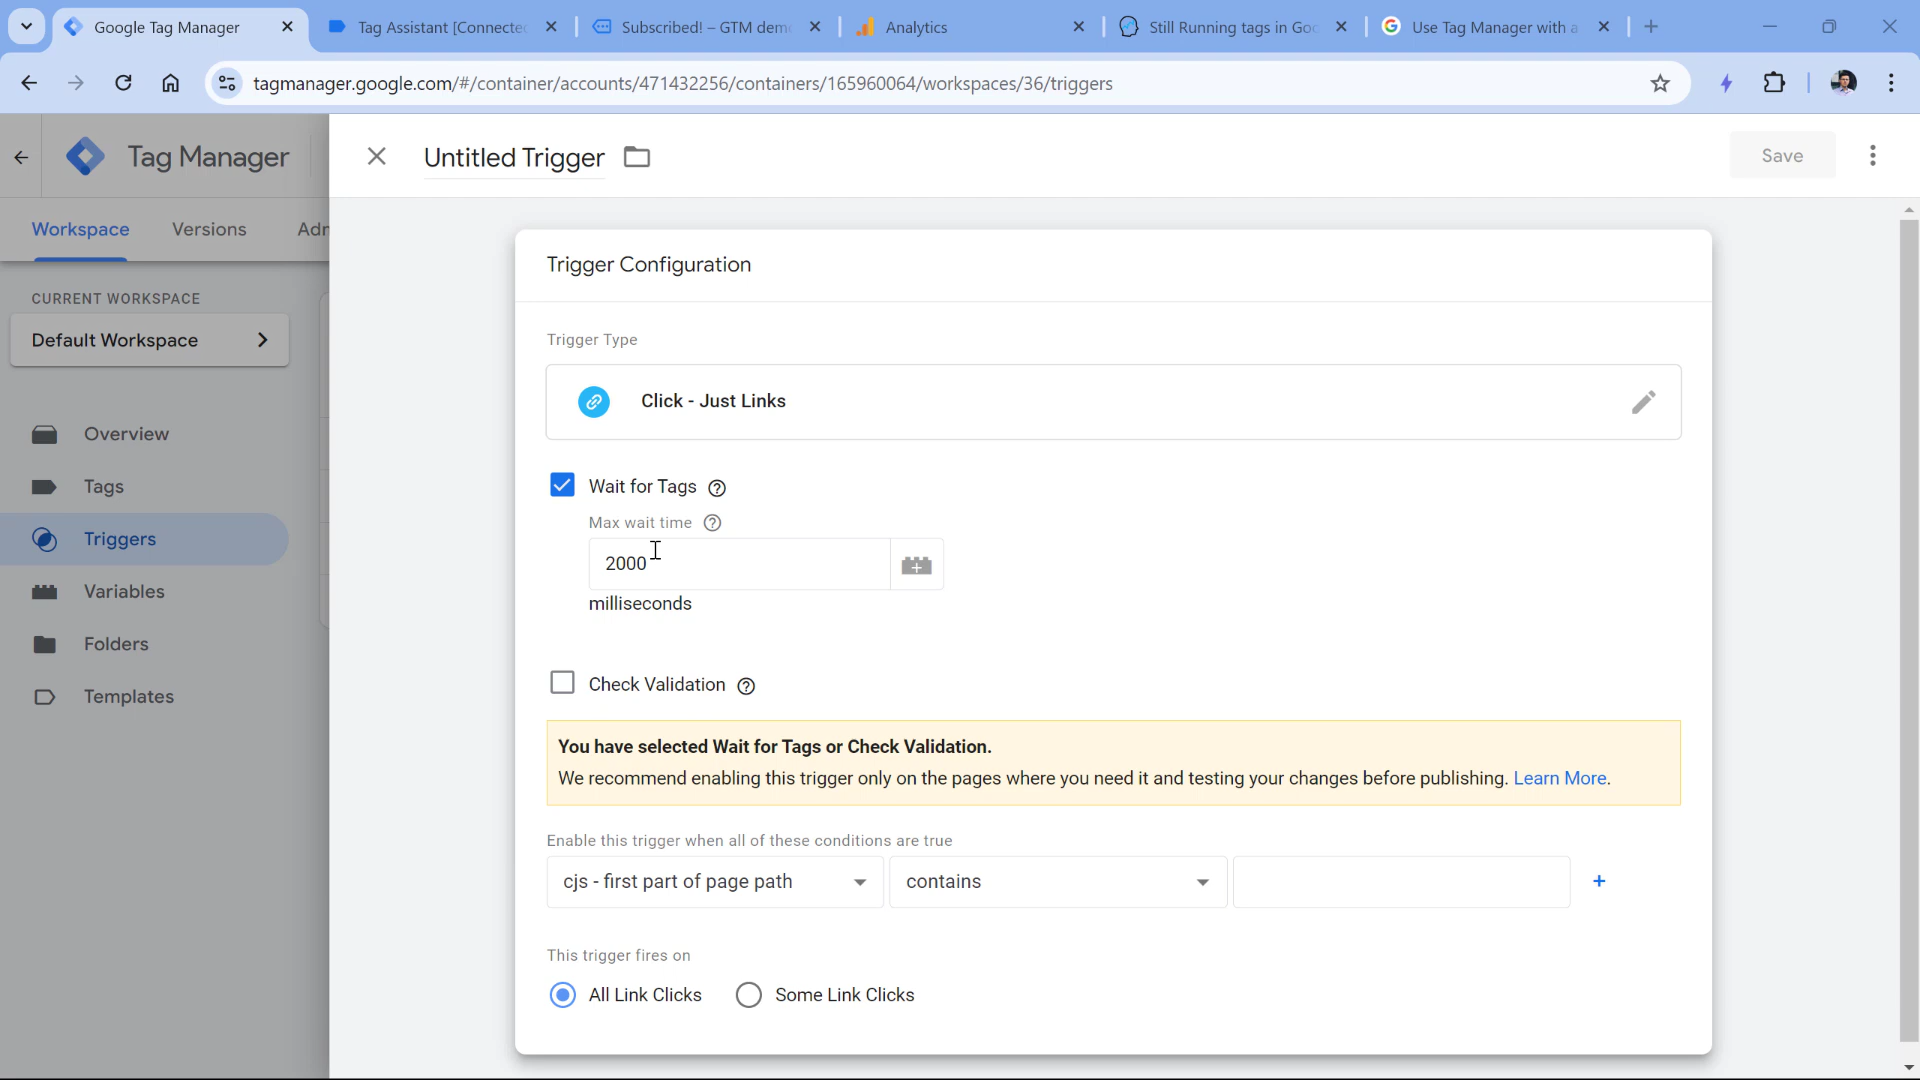 Google Tag Manager
Tag Assistant [Connected
Subscribed! – GTM demo
Analytics
Still Running tags in Goo
Use Tag Manager with a
tagmanager.google.com/#/container/accounts/471432256/containers/165960064/workspaces/36/triggers
Tag Manager
Untitled Trigger
Save
Workspace
Versions
Adm
CURRENT WORKSPACE
Default Workspace
Overview
Tags
Triggers
Variables
Folders
Templates
Trigger Configuration
Trigger Type
Click - Just Links
Wait for Tags
Max wait time
2000
milliseconds
Check Validation
You have selected Wait for Tags or Check Validation.
We recommend enabling this trigger only on the pages where you need it and testing your changes before publishing. Learn More.
Enable this trigger when all of these conditions are true
cjs - first part of page path
contains
This trigger fires on
All Link Clicks
Some Link Clicks